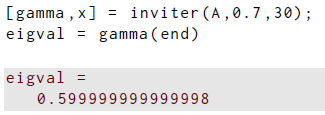 [gamma,x] = inviter(A,0.7,30);
eigval = gamma(end)
eigval =
0.599999999999998